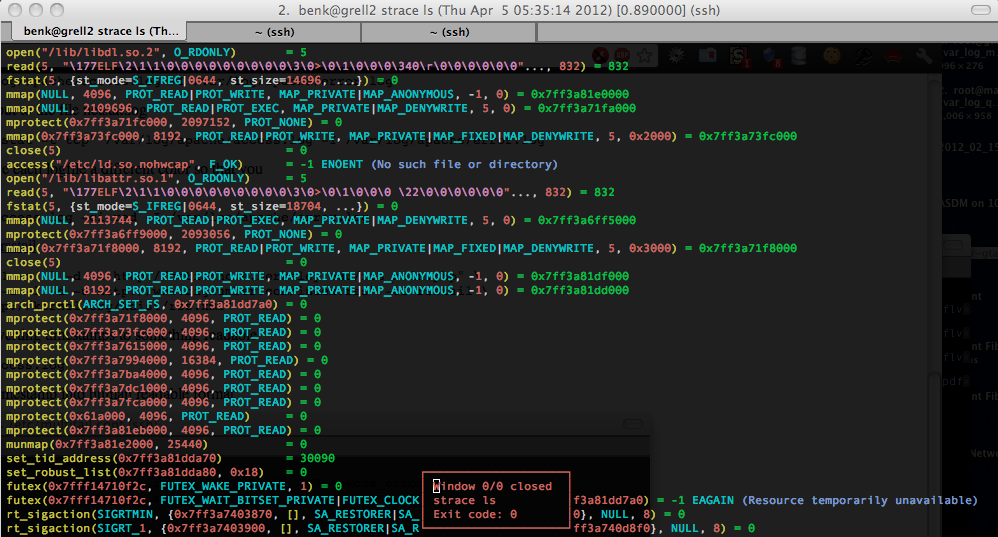 2. benk@grell2 strace ls (Thu Apr 5 05:35:14 2012) [0.890000] (ssh)
benk@grell2 strace ls (Th... ~ (ssh) ~ (ssh)
open("/lib/libdl.so.2", O_RDONLY) = 5
read(5, "\177ELF\2\1\1\0\0\0\0\0\0\0\0\0\3\0>\0\1\0\0\0\340\r\0\0\0\0\0\0"..., 832) = 832
fstat(5, {st_mode=S_IFREG|0644, st_size=14696, ...}) = 0
mmap(NULL, 4096, PROT_READ|PROT_WRITE, MAP_PRIVATE|MAP_ANONYMOUS, -1, 0) = 0x7ff3a81e0000
mmap(NULL, 2109696, PROT_READ|PROT_EXEC, MAP_PRIVATE|MAP_DENYWRITE, 5, 0) = 0x7ff3a71fa000
mprotect(0x7ff3a71fc000, 2097152, PROT_NONE) = 0
mmap(0x7ff3a73fc000, 8192, PROT_READ|PROT_WRITE, MAP_PRIVATE|MAP_FIXED|MAP_DENYWRITE, 5, 0x2000) = 0x7ff3a73fc000
close(5) = 0
access("/etc/ld.so.nohwcap", F_OK) = -1 ENOENT (No such file or directory)
open("/lib/libattr.so.1", O_RDONLY) = 5
read(5, "\177ELF\2\1\1\0\0\0\0\0\0\0\0\0\3\0>\0\1\0\0\0 \22\0\0\0\0\0\0"..., 832) = 832
fstat(5, {st_mode=S_IFREG|0644, st_size=18704, ...}) = 0
mmap(NULL, 2113744, PROT_READ|PROT_EXEC, MAP_PRIVATE|MAP_DENYWRITE, 5, 0) = 0x7ff3a6ff5000
mprotect(0x7ff3a6ff9000, 2093056, PROT_NONE) = 0
mmap(0x7ff3a71f8000, 8192, PROT_READ|PROT_WRITE, MAP_PRIVATE|MAP_FIXED|MAP_DENYWRITE, 5, 0x3000) = 0x7ff3a71f8000
close(5) = 0
mmap(NULL, 4096, PROT_READ|PROT_WRITE, MAP_PRIVATE|MAP_ANONYMOUS, -1, 0) = 0x7ff3a81df000
mmap(NULL, 8192, PROT_READ|PROT_WRITE, MAP_PRIVATE|MAP_ANONYMOUS, -1, 0) = 0x7ff3a81dd000
arch_prctl(ARCH_SET_FS, 0x7ff3a81dd7a0) = 0
mprotect(0x7ff3a71f8000, 4096, PROT_READ) = 0
mprotect(0x7ff3a73fc000, 4096, PROT_READ) = 0
mprotect(0x7ff3a7615000, 4096, PROT_READ) = 0
mprotect(0x7ff3a7994000, 16384, PROT_READ) = 0
mprotect(0x7ff3a7ba4000, 4096, PROT_READ) = 0
mprotect(0x7ff3a7dc1000, 4096, PROT_READ) = 0
mprotect(0x7ff3a7fca000, 4096, PROT_READ) = 0
mprotect(0x61a000, 4096, PROT_READ) = 0
mprotect(0x7ff3a81eb000, 4096, PROT_READ) = 0
munmap(0x7ff3a81e2000, 25440) = 0
set_tid_address(0x7ff3a81dda70) = 30090
set_robust_list(0x7ff3a81dda80, 0x18) = 0
futex(0x7fff14710f2c, FUTEX_WAKE_PRIVATE, 1) = 0
futex(0x7fff14710f2c, FUTEX_WAIT_BITSET_PRIVATE|FUTEX_CLOCK f3a81dd7a0) = -1 EAGAIN (Resource temporarily unavailable)
rt_sigaction(SIGRTMIN, {0x7ff3a7403870, [], SA_RESTORER|SA_ 0}, NULL, 8) = 0
rt_sigaction(SIGRT_1, {0x7ff3a7403900, [], SA_RESTORER|SA_R ff3a740d8f0}, NULL, 8) = 0
Window 0/0 closed
strace ls
Exit code: 0